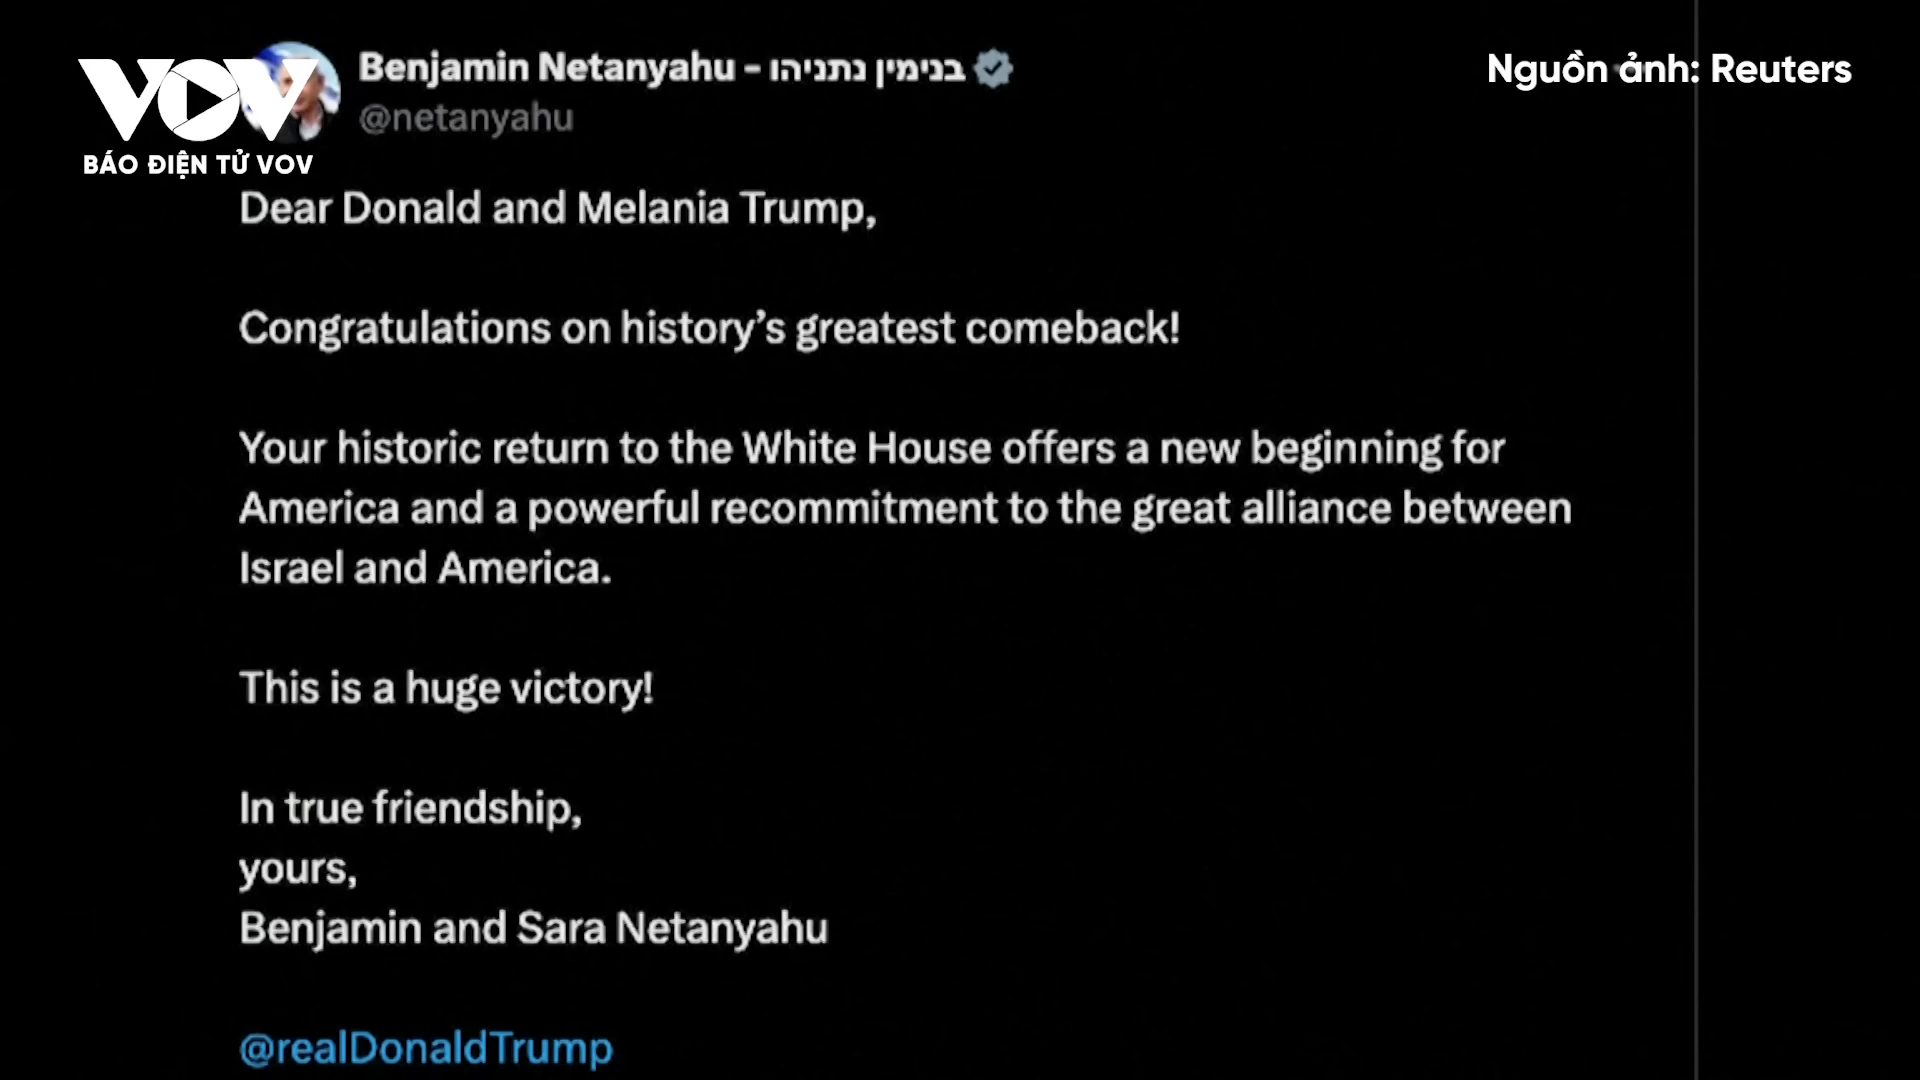 Benjamin Netanyahu - בנימין נתניהו
@netanyahu
Nguồn ảnh: Reuters
VOV
BÁO ĐIỆN TỬ VOV
Dear Donald and Melania Trump,
Congratulations on history’s greatest comeback!
Your historic return to the White House offers a new beginning for
America and a powerful recommitment to the great alliance between
Israel and America.
This is a huge victory!
In true friendship,
yours,
Benjamin and Sara Netanyahu
@realDonaldTrump